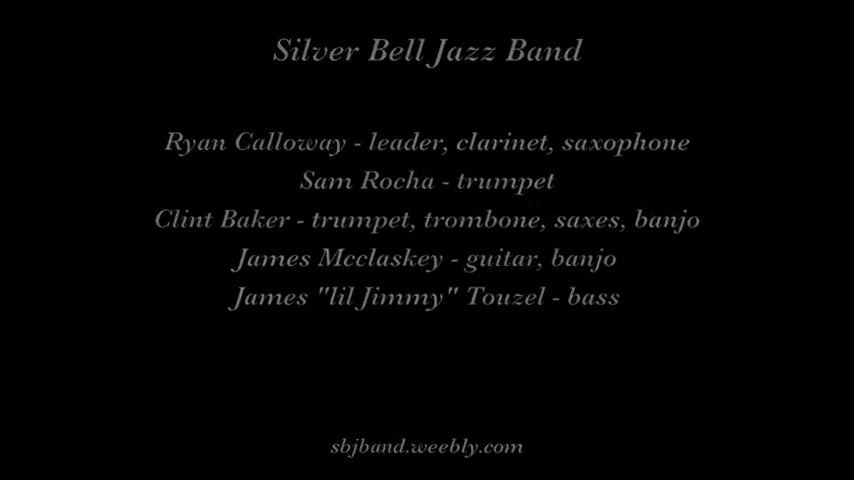 Silver Bell Jazz Band
Ryan Calloway - leader, clarinet, saxophone
Sam Rocha - trumpet
Clint Baker - trumpet, trombone, saxes, banjo
James Mcclaskey - guitar, banjo
James "lil Jimmy" Touzel - bass
sbjband.weebly.com